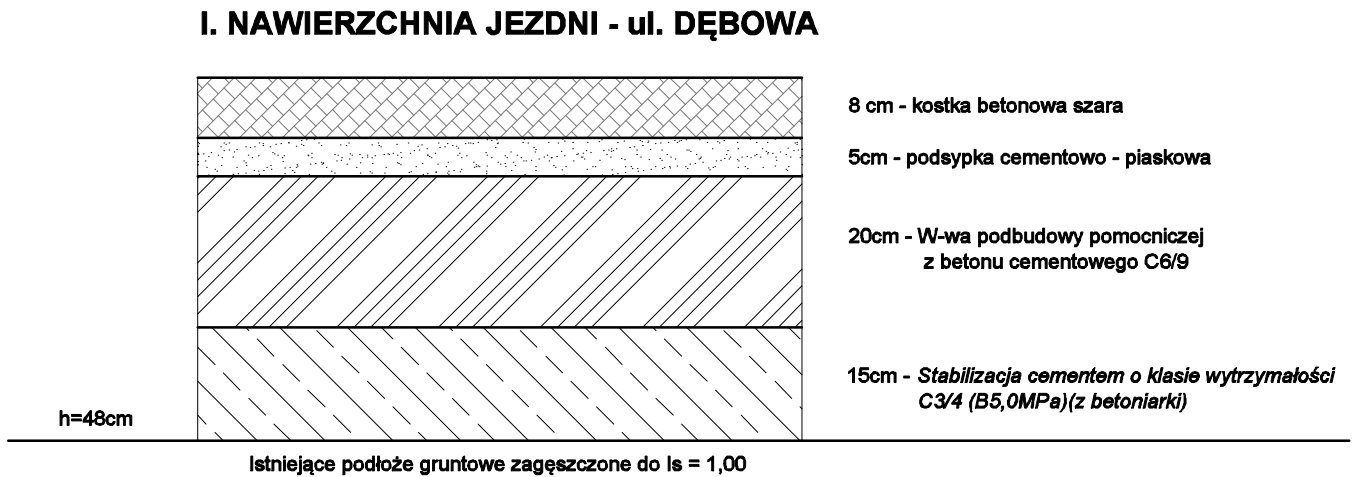 I. NAWIERZCHNIA JEZDNI - ul. DĘBOWA
8 cm - kostka betonowa szara
5cm - podsypka cementowo - piaskowa
20cm - W-wa podbudowy pomocniczej
z betonu cementowego C6/9
15cm - Stabilizacja cementem o klasie wytrzymałości
C3/4 (B5,0MPa)(z betoniarki)
h=48cm
Istniejące podłoże gruntowe zagęszczone do Is = 1,00